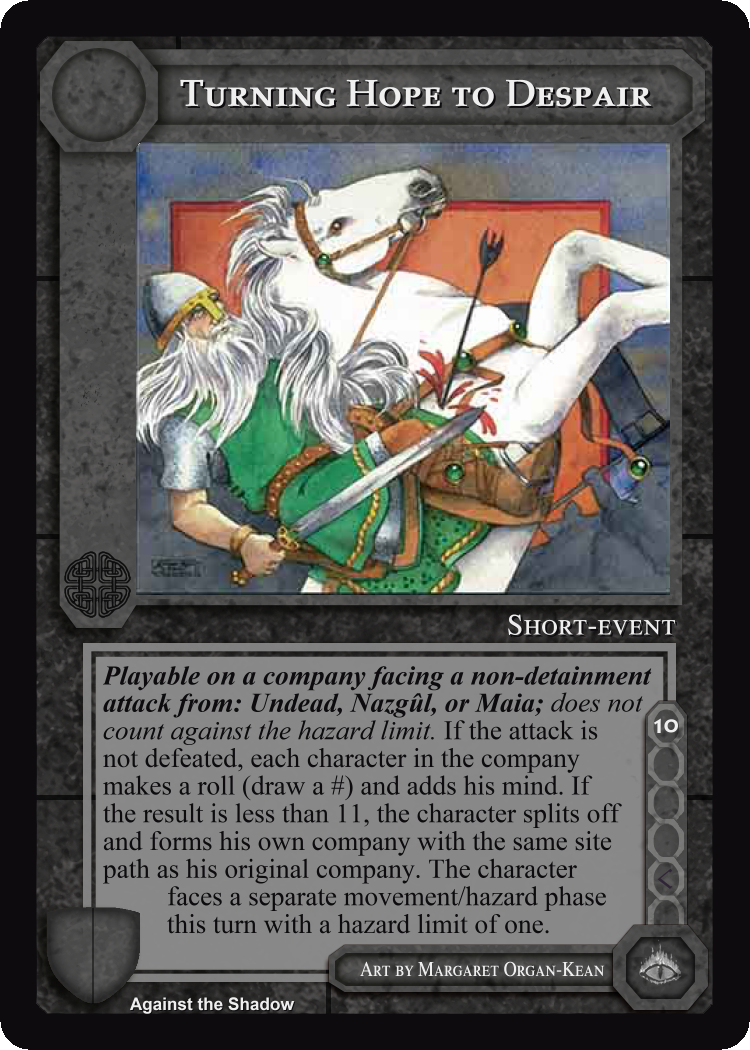 Turning Hope to Despair
Short-event
Playable on a company facing a non-detainment
attack from: Undead, Nazgûl, or Maia; does not
count against the hazard limit. If the attack is
not defeated, each character in the company
makes a roll (draw a #) and adds his mind. If
the result is less than 11, the character splits off
and forms his own company with the same site
path as his original company. The character
faces a separate movement/hazard phase
this turn with a hazard limit of one.
10
Art by Margaret Organ-Kean
Against the Shadow